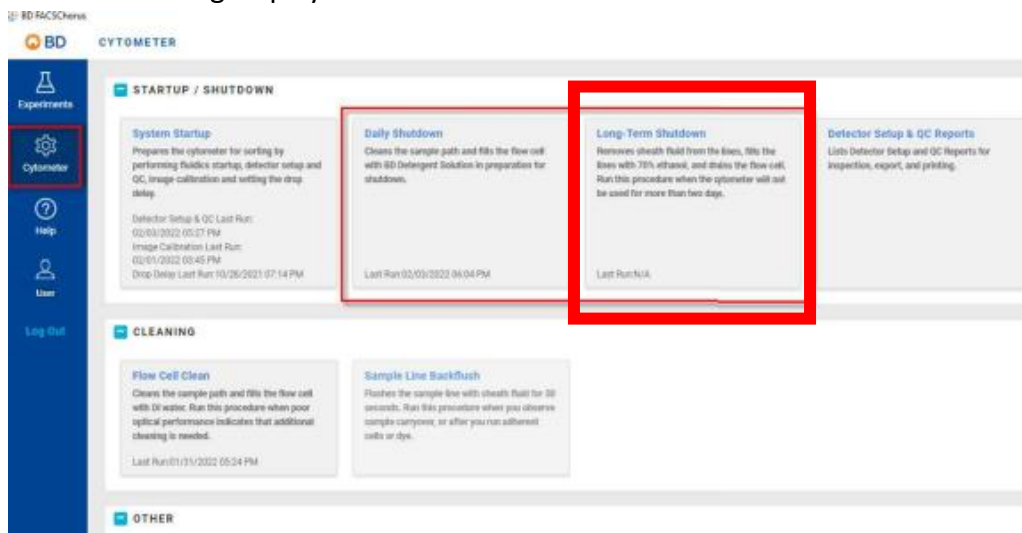 BD FACSChorus
BD CYTOMETER
Experiments
Cytometer
Help
User
Log Out
STARTUP / SHUTDOWN
System Startup
Prepares the cytometer for sorting by
performing fluidics startup, detector setup and
QC, image calibration and setting the drop
delay.
Detector Setup & QC Last Run:
02/03/2022 05:27 PM
Image Calibration Last Run:
02/01/2022 03:45 PM
Drop Delay Last Run:10/26/2021 07:14 PM
Daily Shutdown
Cleans the sample path and fills the flow cell
with BD Detergent Solution in preparation for
shutdown.
Last Run:02/03/2022 06:04 PM
Long-Term Shutdown
Removes sheath fluid from the lines, fills the
lines with 70% ethanol, and drains the flow cell.
Run this procedure when the cytometer will not
be used for more than two days.
Last Run:N/A
Detector Setup & QC Reports
Lists Detector Setup and QC Reports for
inspection, export, and printing.
CLEANING
Flow Cell Clean
Cleans the sample path and fills the flow cell
with DI water. Run this procedure when poor
optical performance indicates that additional
cleaning is needed.
Last Run:01/31/2022 05:24 PM
Sample Line Backflush
Flushes the sample line with sheath fluid for 30
seconds. Run this procedure when you observe
sample carryover, or after you run adherent
cells or dye.
OTHER